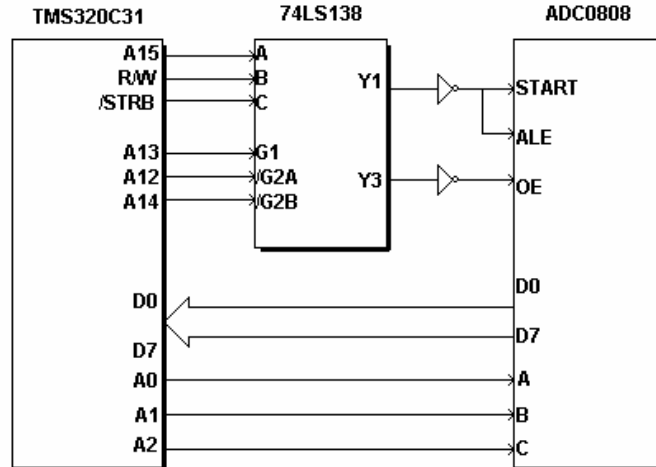 TMS320C31 74LS138 ADC0808
A15 A
R/W B Y1 START
/STRB C
ALE
A13 G1
A12 /G2A Y3 OE
A14 /G2B
D0 D0
D7 D7
A0 A
A1 B
A2 C